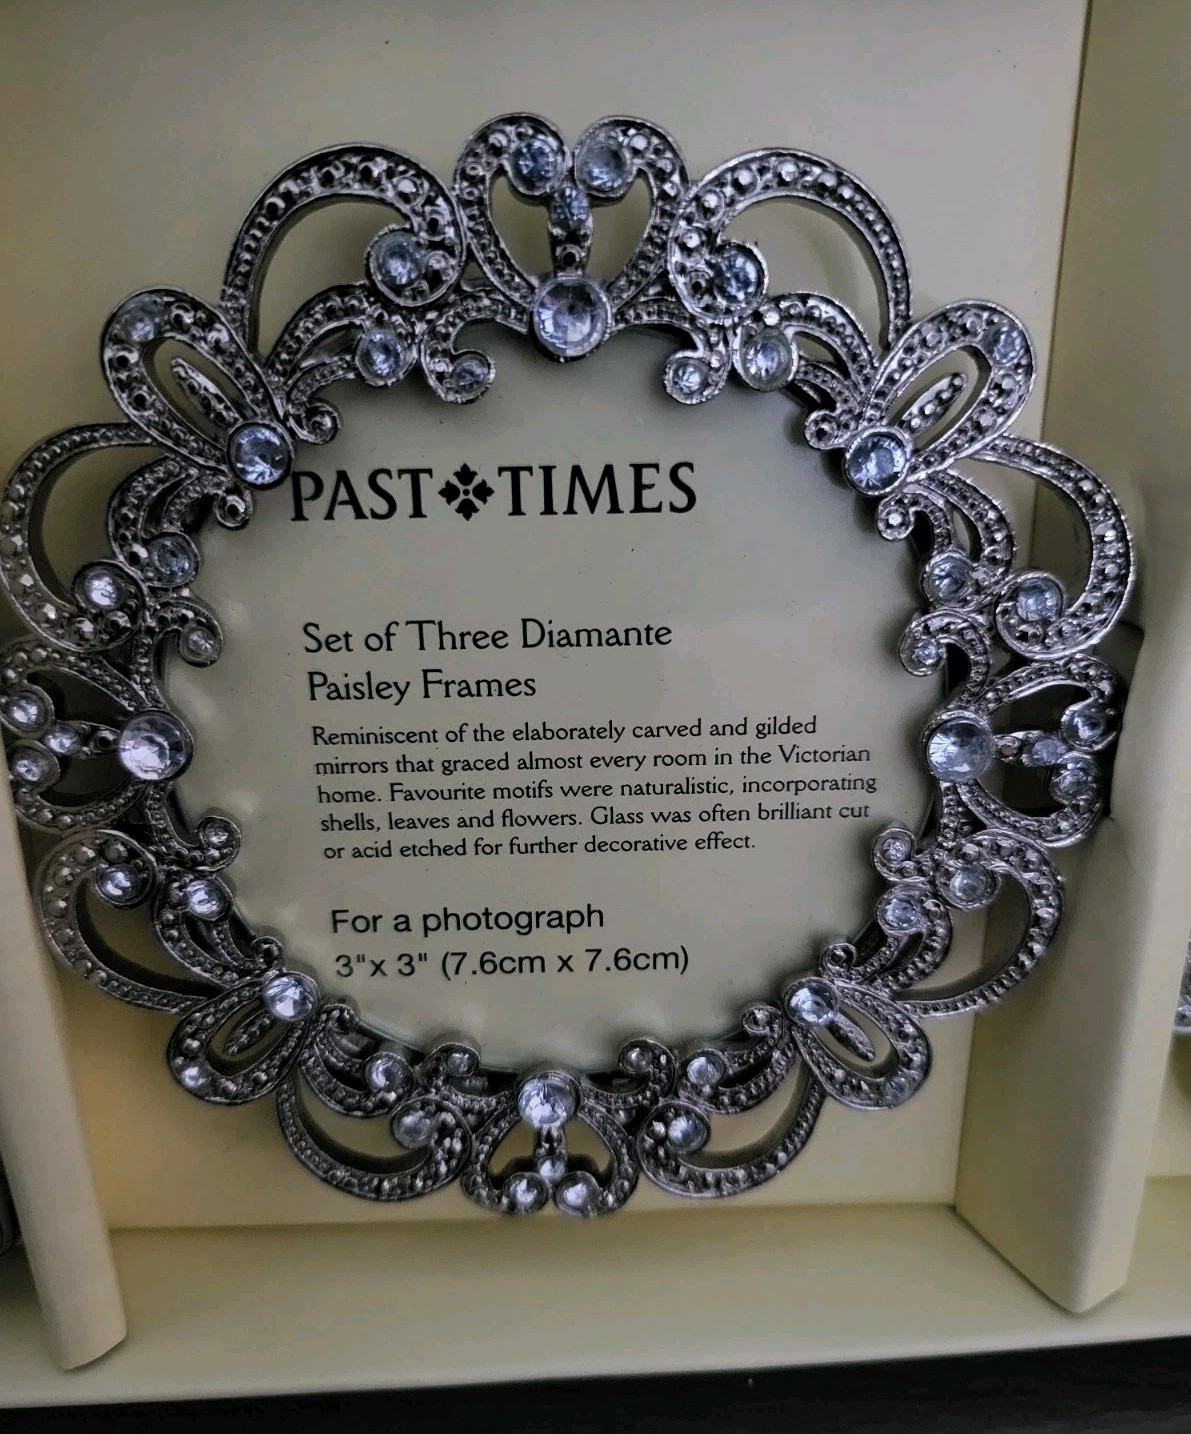 PAST TIMES
Set of Three Diamante
Paisley Frames
Reminiscent of the elaborately carved and gilded
mirrors that graced almost every room in the Victorian
home. Favourite motifs were naturalistic, incorporating
shells, leaves and flowers. Glass was often brilliant cut
or acid etched for further decorative effect.
For a photograph
3"x 3" (7.6cm x 7.6cm)